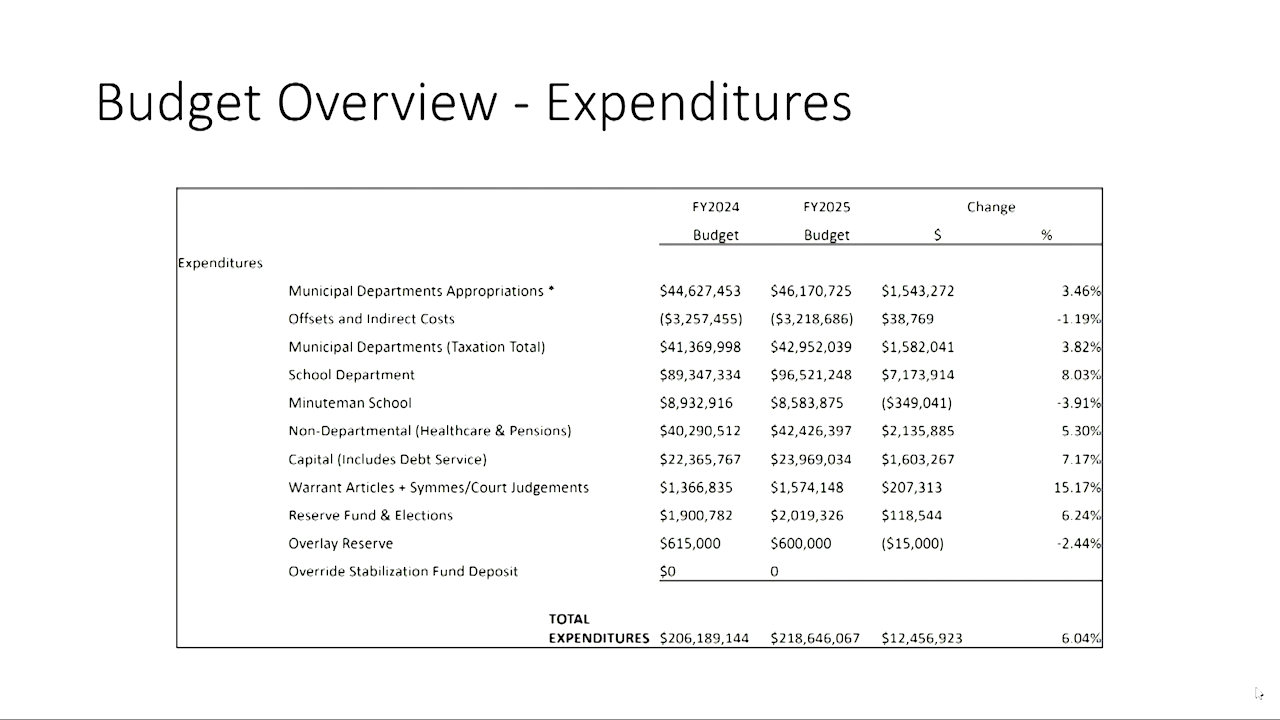 Budget Overview - Expenditures
FY2024 FY2025 Change
Budget Budget $ %
Expenditures
Municipal Departments Appropriations * $44,627,453 $46,170,725 $1,543,272 3.46%
Offsets and Indirect Costs ($3,257,455) ($3,218,686) $38,769 -1.19%
Municipal Departments (Taxation Total) $41,369,998 $42,952,039 $1,582,041 3.82%
School Department $89,347,334 $96,521,248 $7,173,914 8.03%
Minuteman School $8,932,916 $8,583,875 ($349,041) -3.91%
Non-Departmental (Healthcare & Pensions) $40,290,512 $42,426,397 $2,135,885 5.30%
Capital (Includes Debt Service) $22,365,767 $23,969,034 $1,603,267 7.17%
Warrant Articles + Symmes/Court Judgements $1,366,835 $1,574,148 $207,313 15.17%
Reserve Fund & Elections $1,900,782 $2,019,326 $118,544 6.24%
Overlay Reserve $615,000 $600,000 ($15,000) -2.44%
Override Stabilization Fund Deposit $0 0
TOTAL
EXPENDITURES $206,189,144 $218,646,067 $12,456,923 6.04%